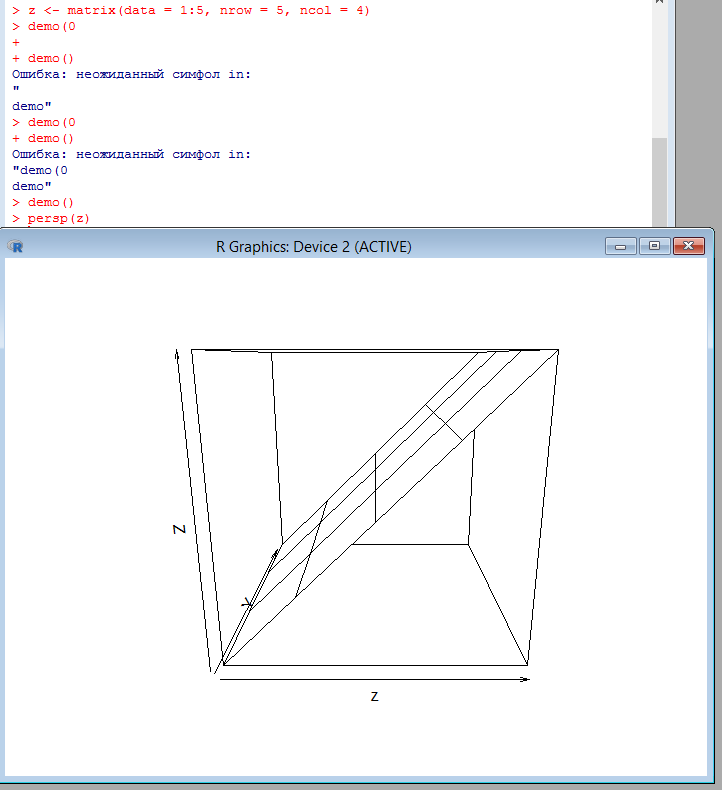 > z <- matrix(data = 1:5, nrow = 5, ncol = 4)
> demo(0
+
+ demo()
Ошибка: неожиданный симфол in:
"
demo"
> demo(0
+ demo()
Ошибка: неожиданный симфол in:
"demo(0
demo"
> demo()
> persp(z)
R R Graphics: Device 2 (ACTIVE)
Z
Y
z